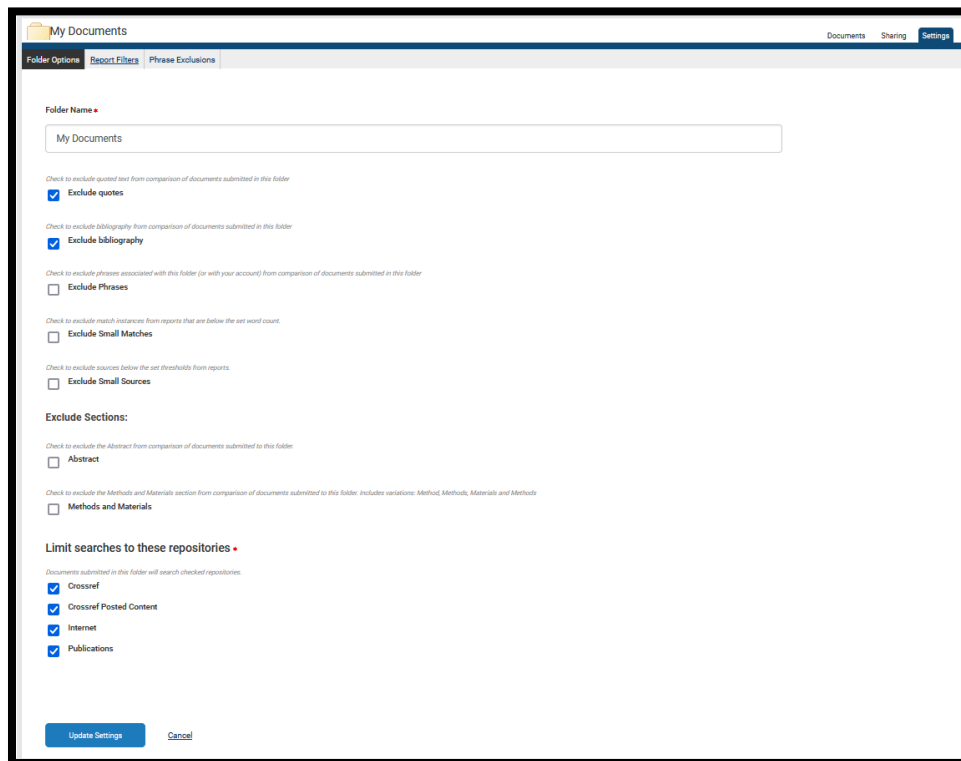 My Documents
Documents Sharing Settings
Folder Options Report Filters Phrase Exclusions
Folder Name*
My Documents
Check to exclude quoted text from comparison of documents submitted in this folder
Exclude quotes
Check to exclude bibliography from comparison of documents submitted in this folder
Exclude bibliography
Check to exclude phrases associated with this folder (or with your account) from comparison of documents submitted in this folder
Exclude Phrases
Check to exclude match instances from reports that are below the set word count.
Exclude Small Matches
Check to exclude sources below the set thresholds from reports.
Exclude Small Sources
Exclude Sections:
Check to exclude the Abstract from comparison of documents submitted to this folder.
Abstract
Check to exclude the Methods and Materials section from comparison of documents submitted to this folder. Includes variations: Method, Methods, Materials and Methods
Methods and Materials
Limit searches to these repositories *
Documents submitted in this folder will search checked repositories.
Crossref
Crossref Posted Content
Internet
Publications
Update Settings Cancel